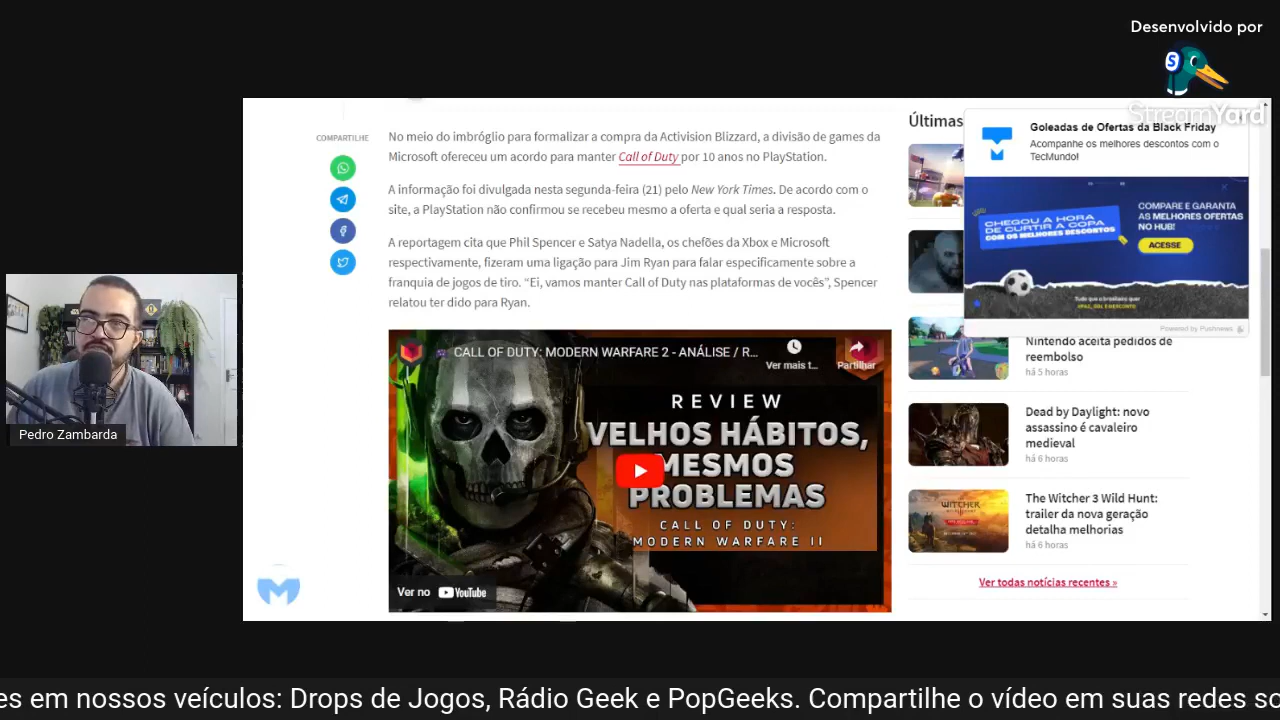 Desenvolvido por
StreamYard
COMPARTILHE
No meio do imbróglio para formalizar a compra da Activision Blizzard, a divisão de games da
Microsoft ofereceu um acordo para manter Call of Duty por 10 anos no PlayStation.
A informação foi divulgada nesta segunda-feira (21) pelo New York Times. De acordo com o
site, a PlayStation não confirmou se recebeu mesmo a oferta e qual seria a resposta.
A reportagem cita que Phil Spencer e Satya Nadella, os chefões da Xbox e Microsoft
respectivamente, fizeram uma ligação para Jim Ryan para falar especificamente sobre a
franquia de jogos de tiro. “Ei, vamos manter Call of Duty nas plataformas de vocês”, Spencer
relatou ter dido para Ryan.
CALL OF DUTY: MODERN WARFARE 2 - ANÁLISE / R...
Ver mais t...
Partilhar
REVIEW
VELHOS HÁBITOS,
MESMOS
PROBLEMAS
CALL OF DUTY:
MODERN WARFARE II
Ver no YouTube
Últimas
Goleadas de Ofertas da Black Friday
Acompanhe os melhores descontos com o
TecMundo!
CHEGOU A HORA
DE CURTIR A COPA
COM OS MELHORES DESCONTOS
COMPARE E GARANTA
AS MELHORES OFERTAS
NO HUB!
ACESSE
Tudo que o brasileiro quer
Powered by Pushnews
Nintendo aceita pedidos de
reembolso
há 5 horas
Dead by Daylight: novo
assassino é cavaleiro
medieval
há 6 horas
WITCHER
The Witcher 3 Wild Hunt:
trailer da nova geração
detalha melhorias
há 6 horas
Ver todas notícias recentes »
Pedro Zambarda
es em nossos veículos: Drops de Jogos, Rádio Geek e PopGeeks. Compartilhe o vídeo em suas redes so